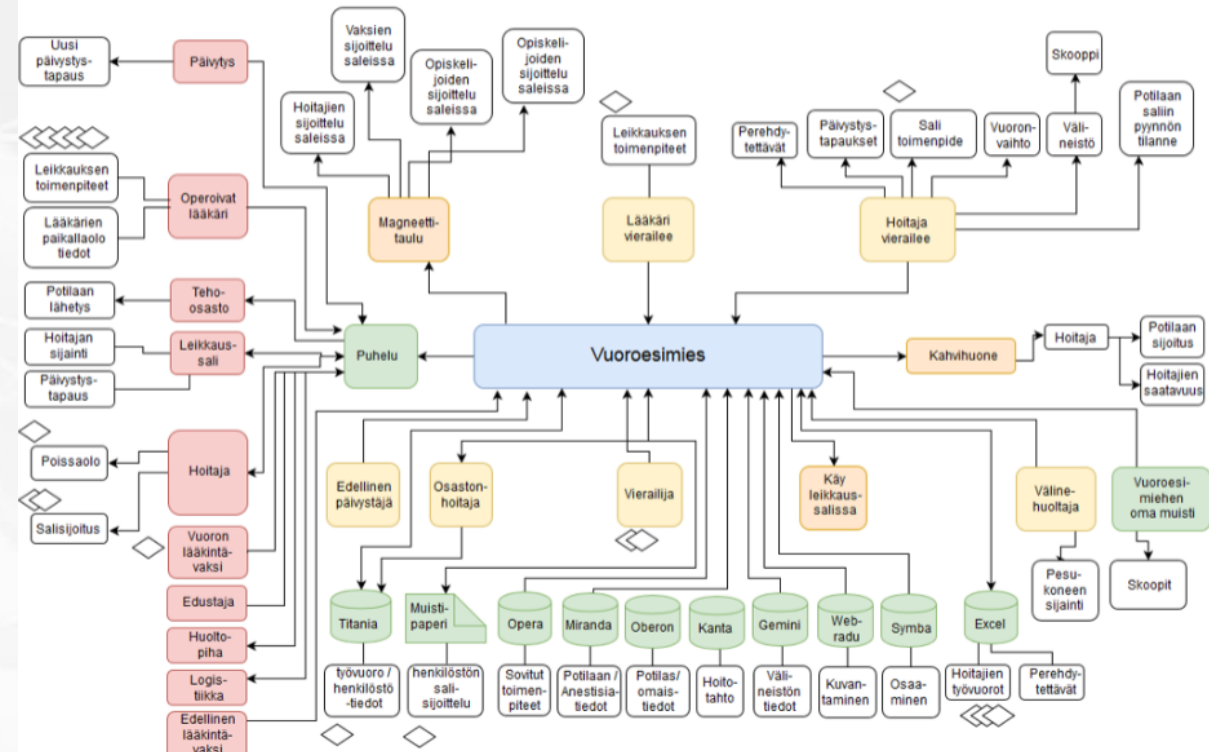 Uusi
päivystys-
tapaus
Päivytys
Vaksien
sijoittelu
saleissa
Hoitajien
sijoittelu
saleissa
Opiskeli-
joiden
sijoittelu
saleissa
Opiskeli-
joiden
sijoittelu
saleissa
Leikkauksen
toimenpiteet
Perehdy-
tettävät
Päivystys-
tapaukset
Sali
toimenpide
Vuoron-
vaihto
Skooppi
Väli-
neistö
Potilaan
saliin
pyynnön
tilanne
Leikkauksen
toimenpiteet
Lääkärien
paikallaolo
tiedot
Operoivat
lääkäri
Magneetti-
taulu
Lääkäri
vierailee
Hoitaja
vierailee
Potilaan
lähetys
Teho-
osasto
Hoitajan
sijainti
Päivystys-
tapaus
Leikkaus-
sali
Puhelu
Vuoroesimies
Kahvihuone
Hoitaja
Potilaan
sijoitus
Hoitajien
saatavuus
Poissaolo
Salisijoitus
Hoitaja
Edellinen
päivystäjä
Osaston-
hoitaja
Vierailija
Käy
leikkaus-
salissa
Väline-
huoltaja
Vuoroesi-
miehen
oma muisti
Vuoron
lääkintä-
vaksi
Edustaja
Huolto-
piha
Logis-
tiikka
Edellinen
lääkintä-
vaksi
Titania
Muisti-
paperi
Opera
Miranda
Oberon
Kanta
Gemini
Web-
radu
Symba
Excel
Pesu-
koneen
sijainti
Skoopit
työvuoro /
henkilöstö
-tiedot
henkilöstön
sali-
sijoittelu
Sovitut
toimen-
piteet
Potilaan /
Anestisia-
tiedot
Potilas/
omais-
tiedot
Hoito-
tahto
Väli-
neistön
tiedot
Kuvan-
taminen
Osaa-
minen
Hoitajien
työvuorot
Perehdy-
tettävät